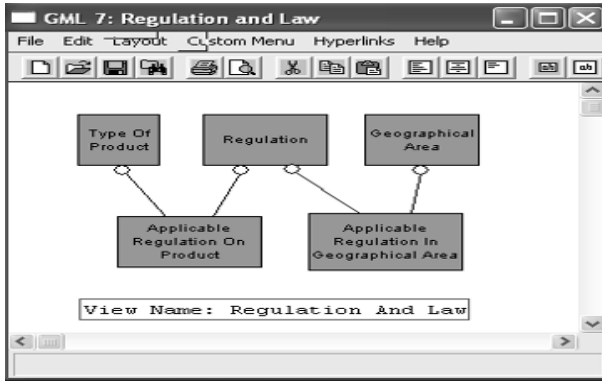 GML 7: Regulation and Law
File Edit Layout Custom Menu Hyperlinks Help
Type Of
Product
Regulation
Geographical
Area
Applicable
Regulation On
Product
Applicable
Regulation In
Geographical Area
View Name: Regulation And Law